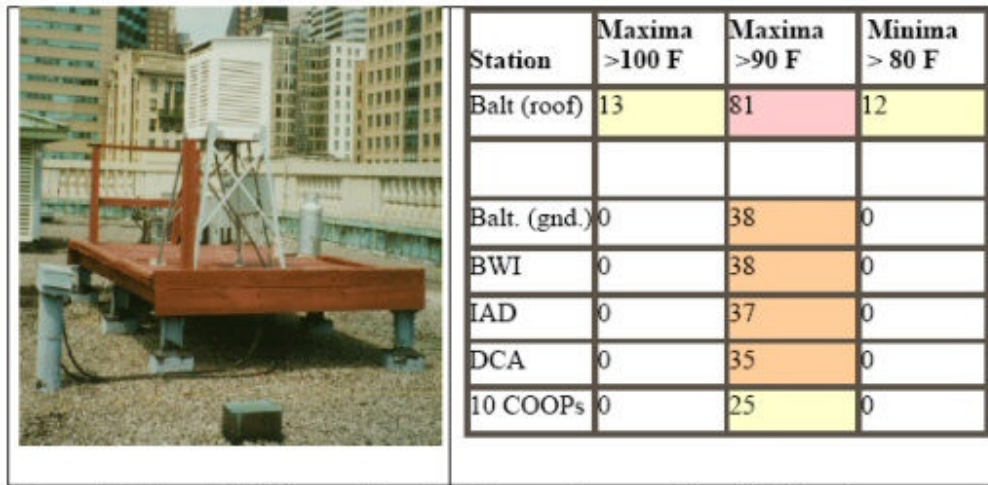 Station Maxima >100 F Maxima >90 F Minima > 80 F
Balt (roof) 13 81 12
Balt. (gnd.) 0 38 0
BWI 0 38 0
IAD 0 37 0
DCA 0 35 0
10 COOPs 0 25 0